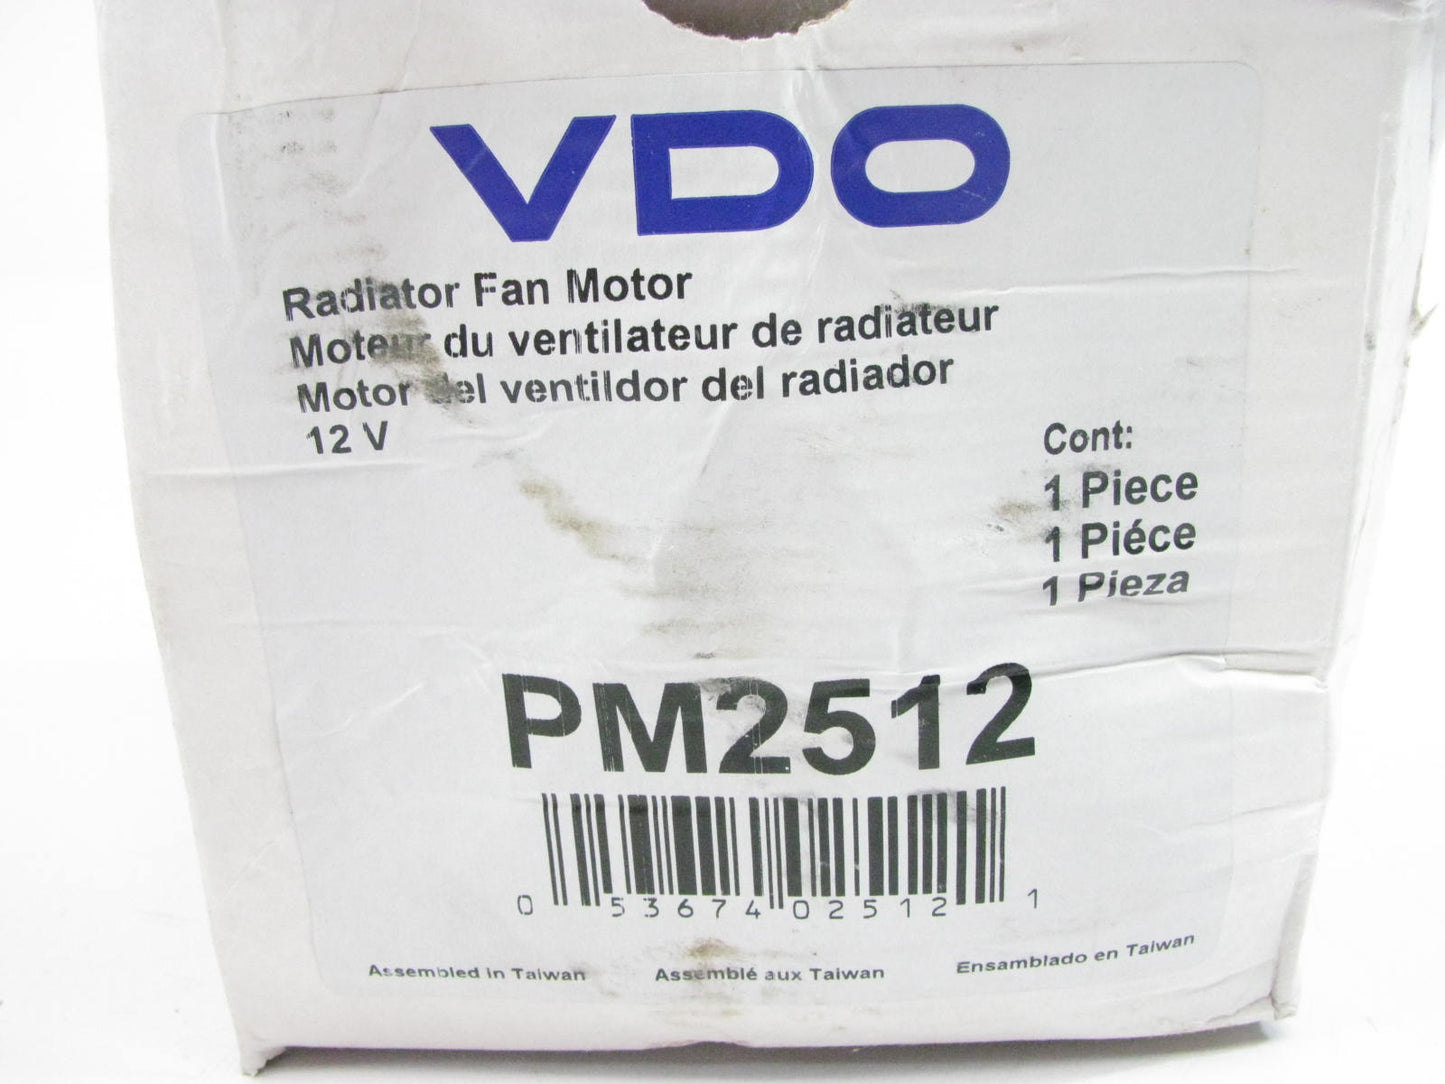 VDO
Radiator Fan Motor
Moteur du ventilateur de radiateur
Motor del ventildor del radiador
12 V
Cont:
1 Piece
1 Piéce
1 Pieza
PM2512
0 53674 02512 1
Assembled in Taiwan
Assemblé aux Taiwan
Ensamblado en Taiwan